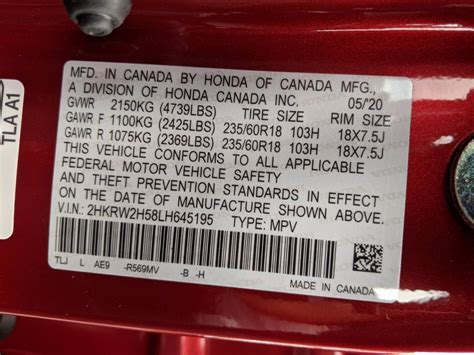 MFD. IN CANADA BY HONDA OF CANADA MFG.,
A DIVISION OF HONDA CANADA INC. 05/'20
GVWR 2150KG (4739LBS) TIRE SIZE RIM SIZE
GAWR F 1100KG (2425LBS) 235/60R18 103H 18X7.5J
GAWR R 1075KG (2369LBS) 235/60R18 103H 18X7.5J
THIS VEHICLE CONFORMS TO ALL APPLICABLE
FEDERAL MOTOR VEHICLE SAFETY
AND THEFT PREVENTION STANDARDS IN EFFECT
ON THE DATE OF MANUFACTURE SHOWN ABOVE.
V.I.N.: 2HKRW2H58LH645195 TYPE: MPV
TLJ L AE9 -R569MV -B -H
MADE IN CANADA
TLA A1